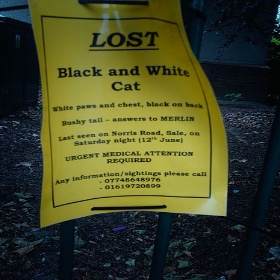 LOST
Black and White
Cat
White paws and chest, black on back
Bushy tail – answers to MERLIN
Last seen on Norris Road, Sale, on
Saturday night (12th June)
URGENT MEDICAL ATTENTION
REQUIRED
Any information/sightings please call
- 07748648976
- 01619720899